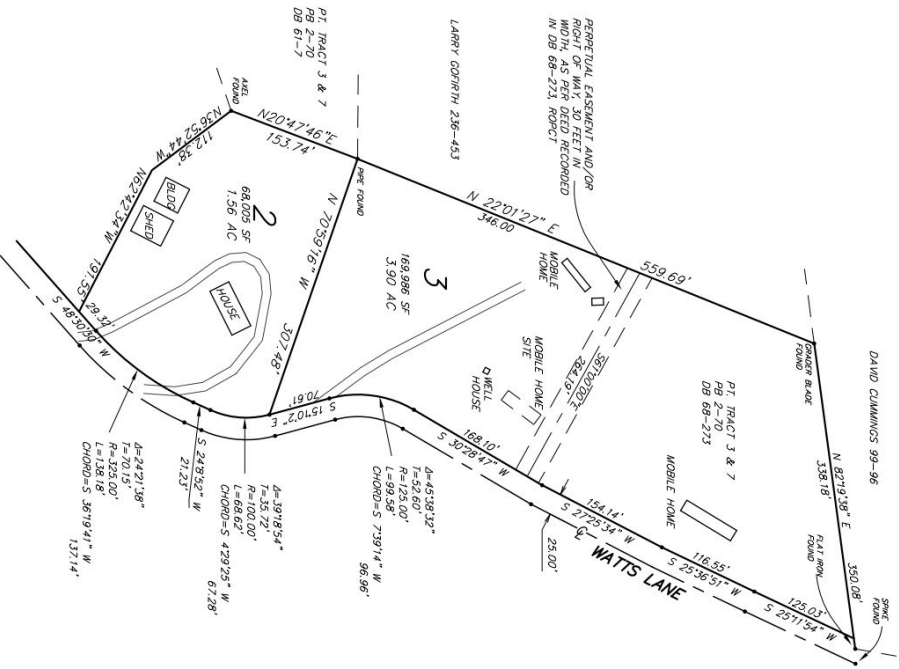 DAVID CUMMINGS 99-96
SPIKE
FOUND
N 82°19'38" E
350.08'
338.18'
FLAT IRON
FOUND
GRADER BLADE
FOUND
PERPETUAL EASEMENT AND/OR
RIGHT OF WAY, 30 FEET IN
WIDTH, AS PER DEED RECORDED
IN DB 68-273, ROPCT
LARRY GOFIRTH 236-453
PT. TRACT 3 & 7
PB 2-70
DB 61-7
AXEL
FOUND
N20°47'46"E
153.74'
PIPE FOUND
N 22°01'27" E
346.00
559.69'
MOBILE
HOME
S61°00'00"E
264.19'
MOBILE HOME
SITE
WELL
HOUSE
PT. TRACT 3 & 7
PB 2-70
DB 68-273
MOBILE HOME
3
169,986 SF
3.90 AC
N 70°59'16" W
307.48'
2
68,005 SF
1.56 AC
N36°52'44"W
112.38'
N62°42'34"W
191.55'
BLDG
SHED
HOUSE
29.32'
S 48°30'30" W
Δ=24°21'38"
T=70.15'
R=325.00'
L=138.18'
CHORD=S 36°19'41" W
137.14'
S 24°8'52" W
21.23'
Δ=39°18'54"
T=35.72'
R=100.00'
L=68.62'
CHORD=S 4°29'25" W
67.28'
70.61'
S 15°10'2" E
Δ=45°38'32"
T=52.60'
R=125.00'
L=99.58'
CHORD=S 7°39'14" W
96.96'
168.10'
S 30°28'47" W
154.14'
S 27°25'34" W
116.55'
S 25°36'51" W
125.03'
S 25°11'54" W
25.00'
CL
WATTS LANE